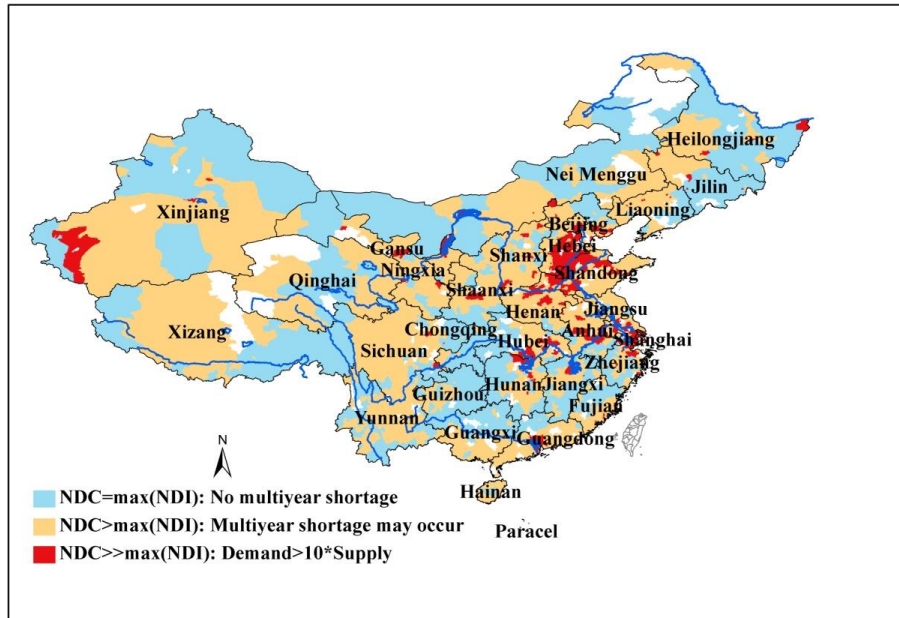 Heilongjiang
Nei Menggu
Jilin
Xinjiang
Liaoning
Beijing
Gansu
Hebei
Shanxi
Ningxia
Shandong
Qinghai
Shaanxi
Jiangsu
Henan
Xizang
Chongqing
Anhui
Shanghai
Hubei
Sichuan
Zhejiang
Hunan
Jiangxi
Guizhou
Fujian
Yunnan
Guangxi
Guangdong
N
Hainan
NDC=max(NDI): No multiyear shortage
NDC>max(NDI): Multiyear shortage may occur
Paracel
NDC>>max(NDI): Demand>10*Supply